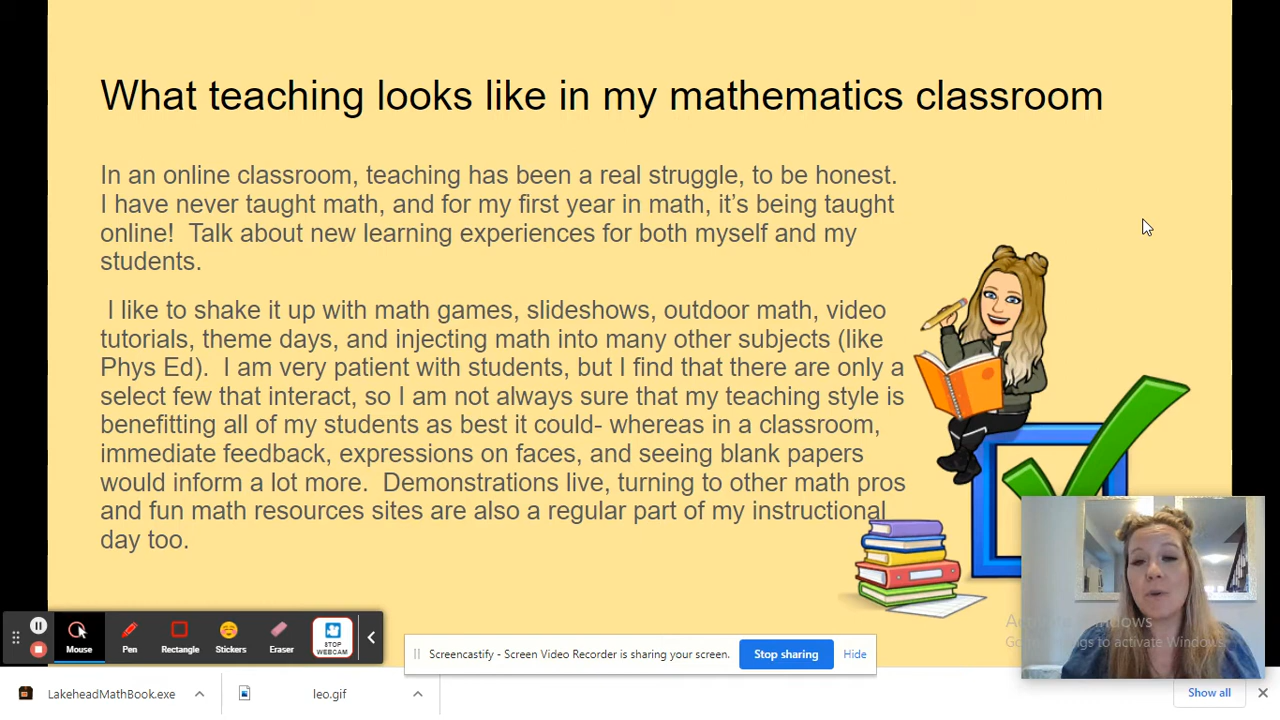 What teaching looks like in my mathematics classroom
In an online classroom, teaching has been a real struggle, to be honest.
I have never taught math, and for my first year in math, it's being taught
online!  Talk about new learning experiences for both myself and my
students.
I like to shake it up with math games, slideshows, outdoor math, video
tutorials, theme days, and injecting math into many other subjects (like
Phys Ed).  I am very patient with students, but I find that there are only a
select few that interact, so I am not always sure that my teaching style is
benefitting all of my students as best it could- whereas in a classroom,
immediate feedback, expressions on faces, and seeing blank papers
would inform a lot more.  Demonstrations live, turning to other math pros
and fun math resources sites are also a regular part of my instructional
day too.
Mouse
Pen
Rectangle
Stickers
Eraser
STOP
WEBCAM
Screencastify - Screen Video Recorder is sharing your screen.
Stop sharing
Hide
to activate Windows.
LakeheadMathBook.exe
leo.gif
Show all